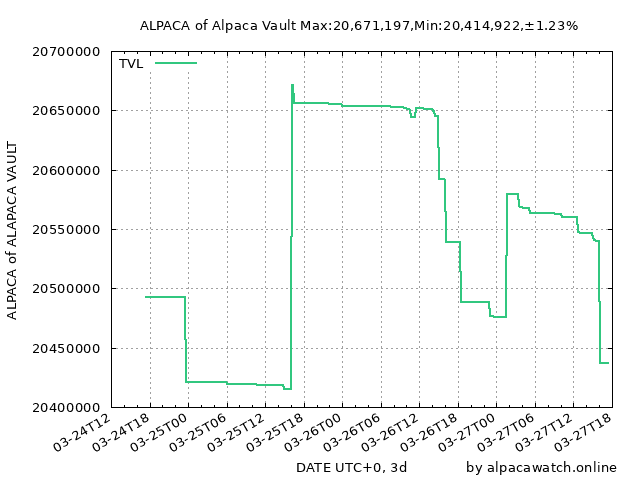 ALPACA of Alpaca Vault Max:20,671,197,Min:20,414,922,±1.23%
TVL
20700000
20650000
20600000
20550000
20500000
20450000
20400000
ALPACA of ALAPACA VAULT
03-24T12
03-24T18
03-25T00
03-25T06
03-25T12
03-25T18
03-26T00
03-26T06
03-26T12
03-26T18
03-27T00
03-27T06
03-27T12
03-27T18
DATE UTC+0, 3d
by alpacawatch.online